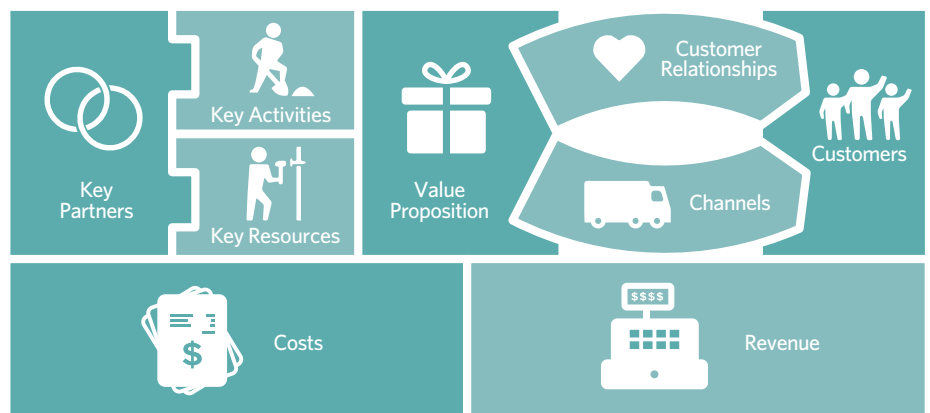 Key
Partners
Key Activities
Key Resources
Value
Proposition
Customer
Relationships
Channels
Customers
$
Costs
$$$$
Revenue